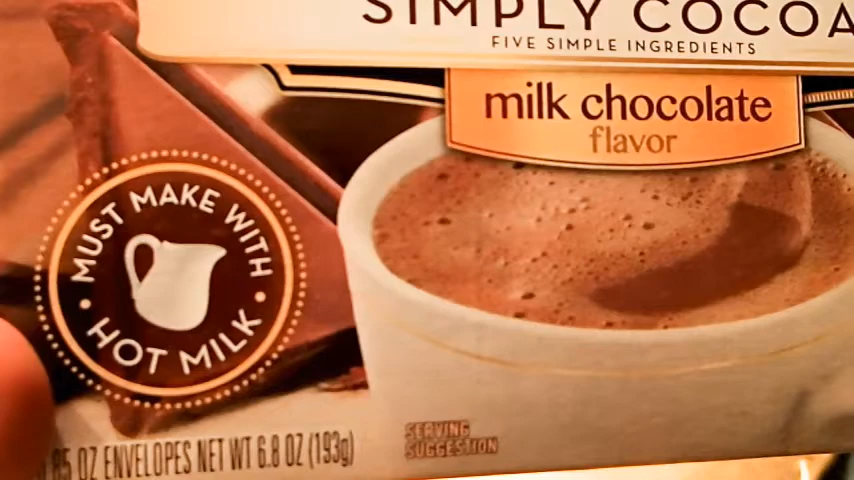 SIMPLY COCOA
FIVE SIMPLE INGREDIENTS
milk chocolate
flavor
MUST MAKE WITH
HOT MILK
.85 OZ ENVELOPES NET WT 6.8 OZ (193g)
SERVING
SUGGESTION